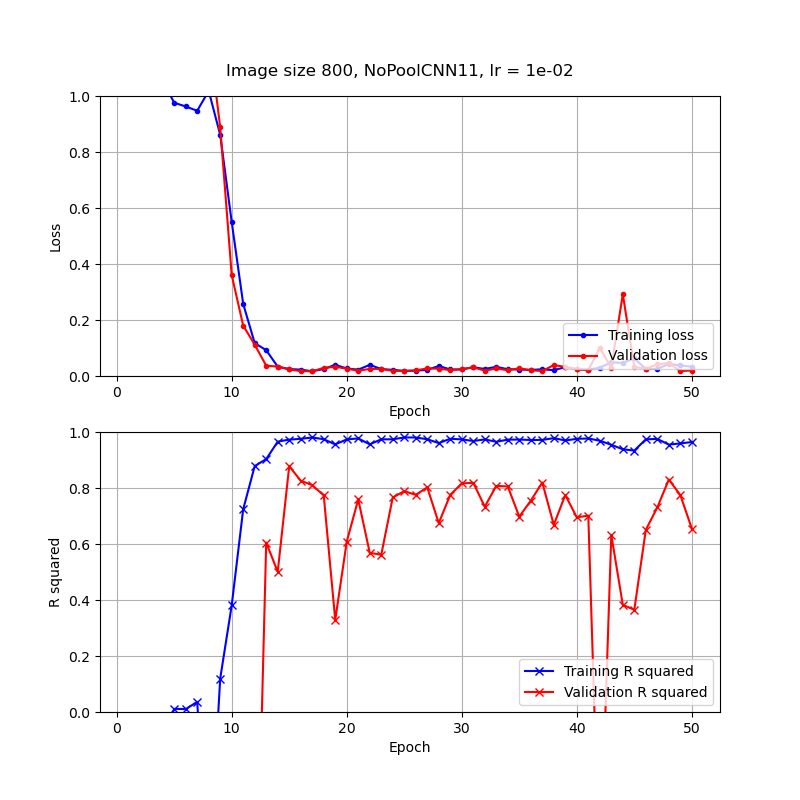 Image size 800, NoPoolCNN11, lr = 1e-02
1.0
0.8
0.6
0.4
0.2
0.0
Loss
0 10 20 30 40 50
Epoch
Training loss
Validation loss
1.0
0.8
0.6
0.4
0.2
0.0
R squared
0 10 20 30 40 50
Epoch
Training R squared
Validation R squared